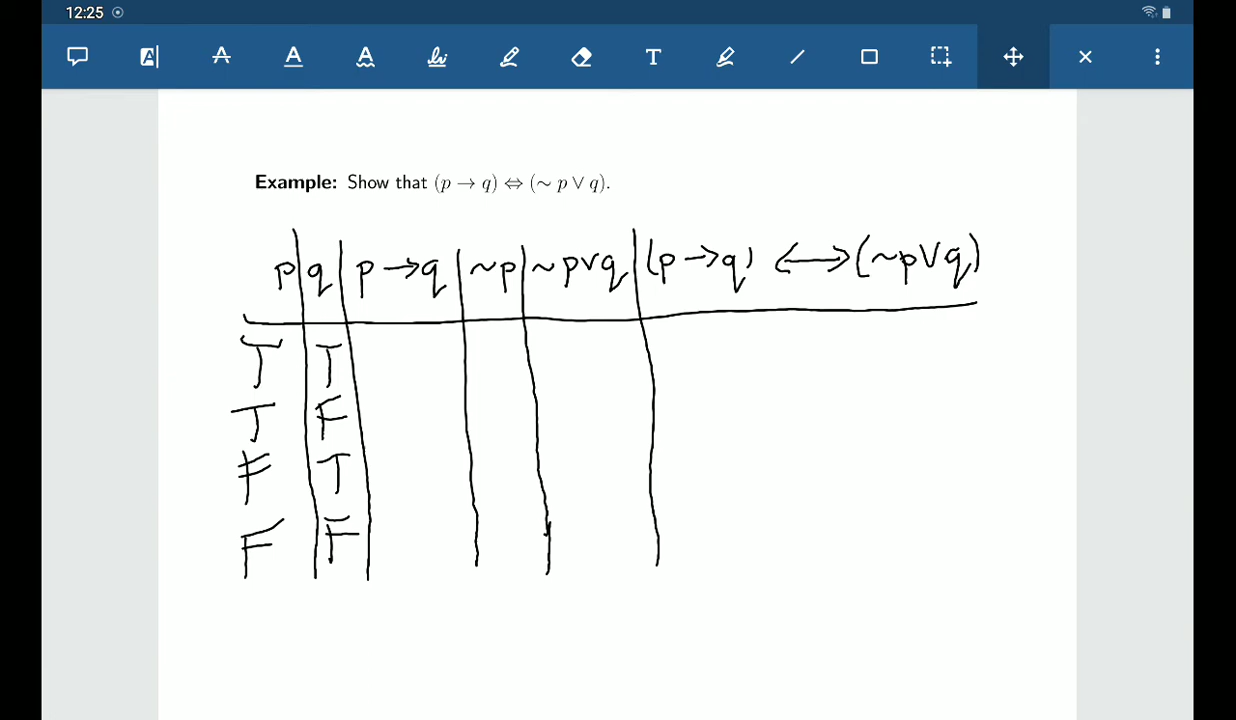 12:25
Example: Show that (p → q) ⇔ (∼ p ∨ q).
p q p → q ~p ~p∨q (p → q) ⟷ (~p∨q)
T T
T F
F T
F F